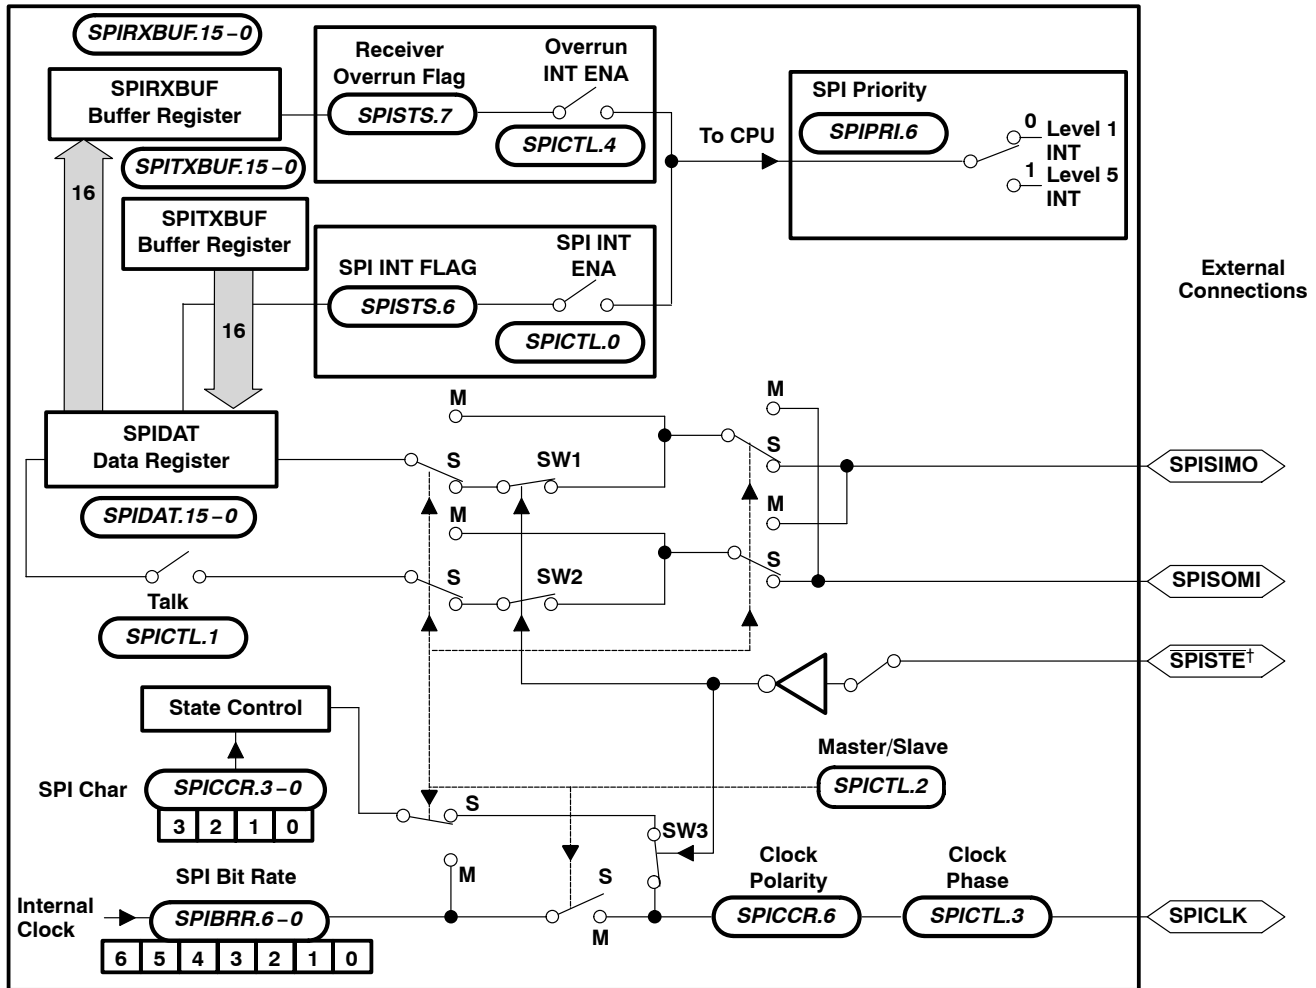 SPIRXBUF.15–0
SPIRXBUF
Buffer Register
SPITXBUF.15–0
16
SPITXBUF
Buffer Register
16
Receiver
Overrun Flag
SPISTS.7
Overrun
INT ENA
SPICTL.4
To CPU
SPI Priority
SPIPRI.6
0
Level 1
INT
1
Level 5
INT
SPI INT FLAG
SPISTS.6
SPI INT
ENA
SPICTL.0
External
Connections
SPIDAT
Data Register
SPIDAT.15–0
M
S
SW1
M
S
SPISIMO
M
S
SW2
M
S
SPISOMI
Talk
SPICTL.1
SPISTE†
State Control
Master/Slave
SPICTL.2
SPI Char
SPICCR.3–0
3 2 1 0
S
M
SW3
SPI Bit Rate
Internal
Clock
SPIBRR.6–0
6 5 4 3 2 1 0
S
M
Clock
Polarity
SPICCR.6
Clock
Phase
SPICTL.3
SPICLK